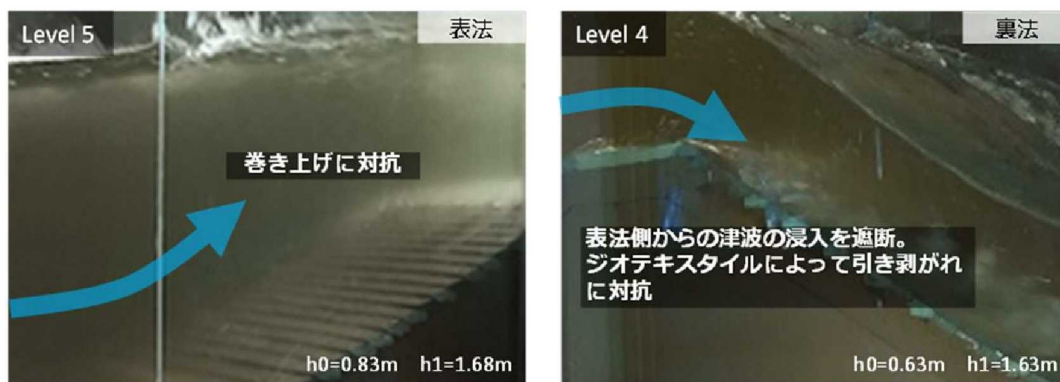 Level 5
表法
巻き上げに対抗
h0=0.83m h1=1.68m
Level 4
裏法
表法側からの津波の浸入を遮断。
ジオテキスタイルによって引き剥がれ
に対抗
h0=0.63m h1=1.63m